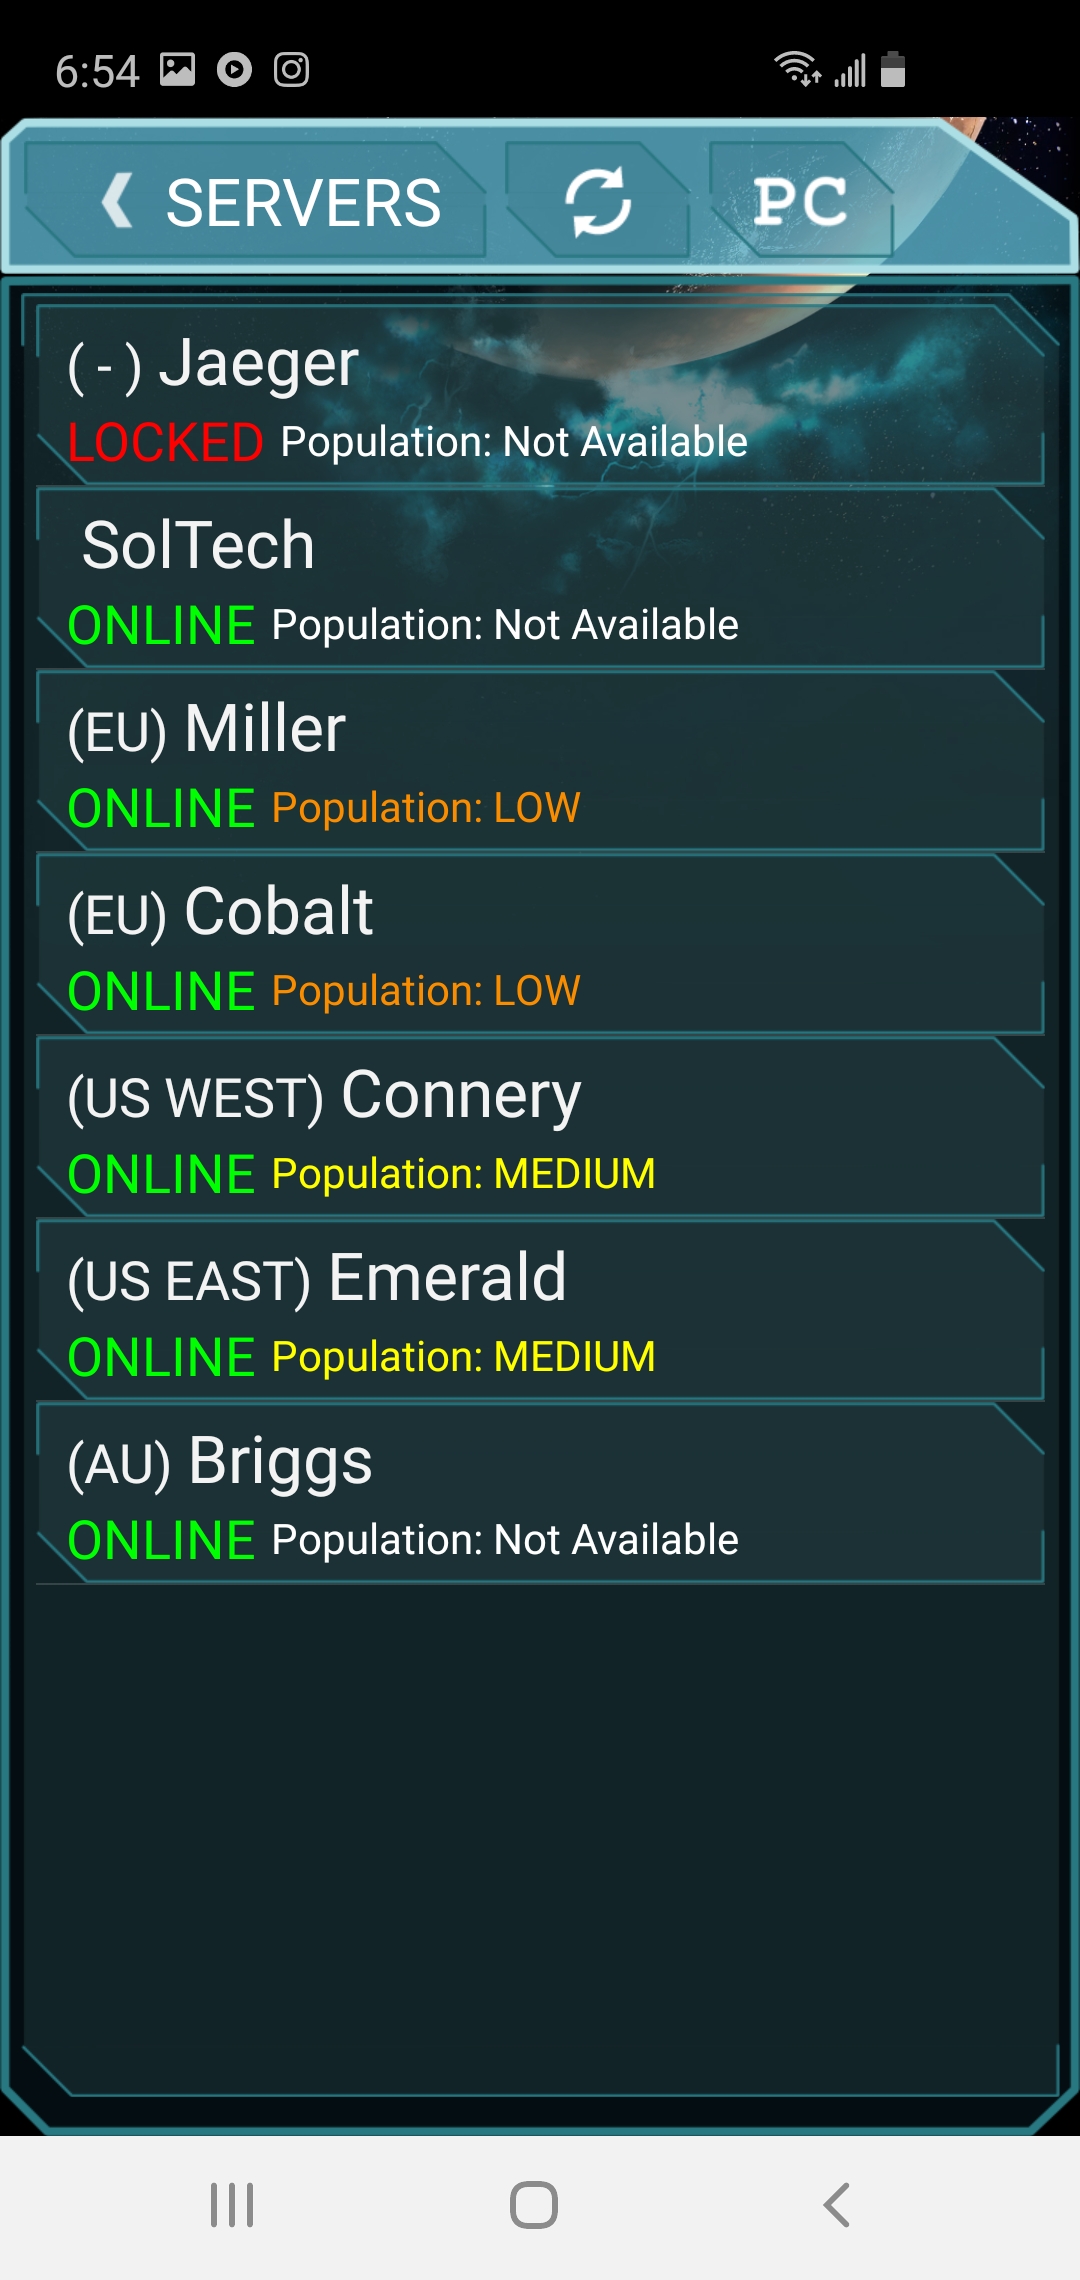 6:54
SERVERS PC
( - ) Jaeger
LOCKED Population: Not Available
SolTech
ONLINE Population: Not Available
(EU) Miller
ONLINE Population: LOW
(EU) Cobalt
ONLINE Population: LOW
(US WEST) Connery
ONLINE Population: MEDIUM
(US EAST) Emerald
ONLINE Population: MEDIUM
(AU) Briggs
ONLINE Population: Not Available